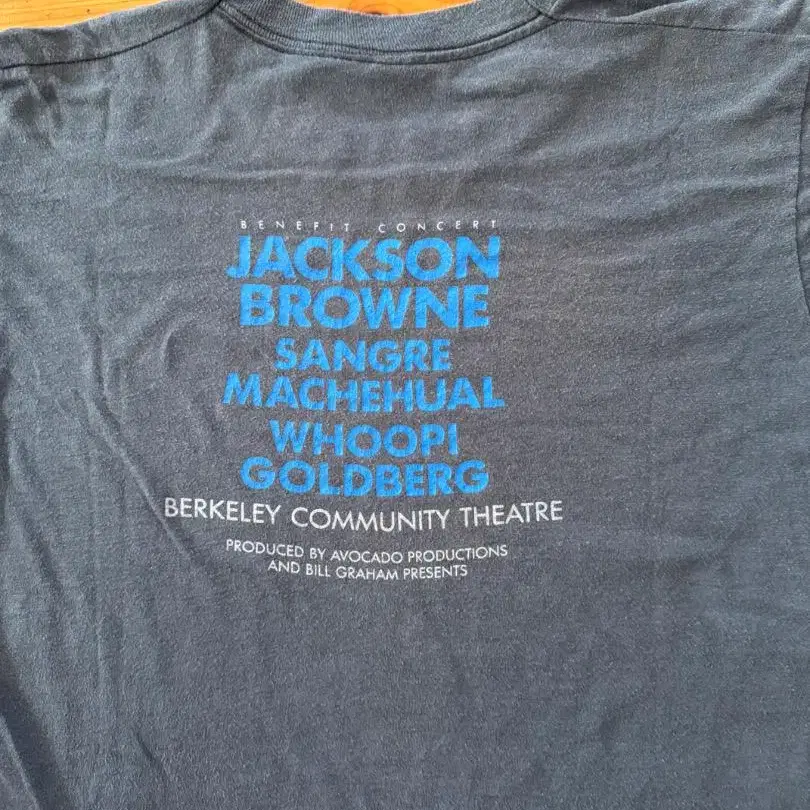 BENEFIT CONCERT
JACKSON
BROWNE
SANGRE
MACHEHUAL
WHOOPI
GOLDBERG
BERKELEY COMMUNITY THEATRE
PRODUCED BY AVOCADO PRODUCTIONS
AND BILL GRAHAM PRESENTS